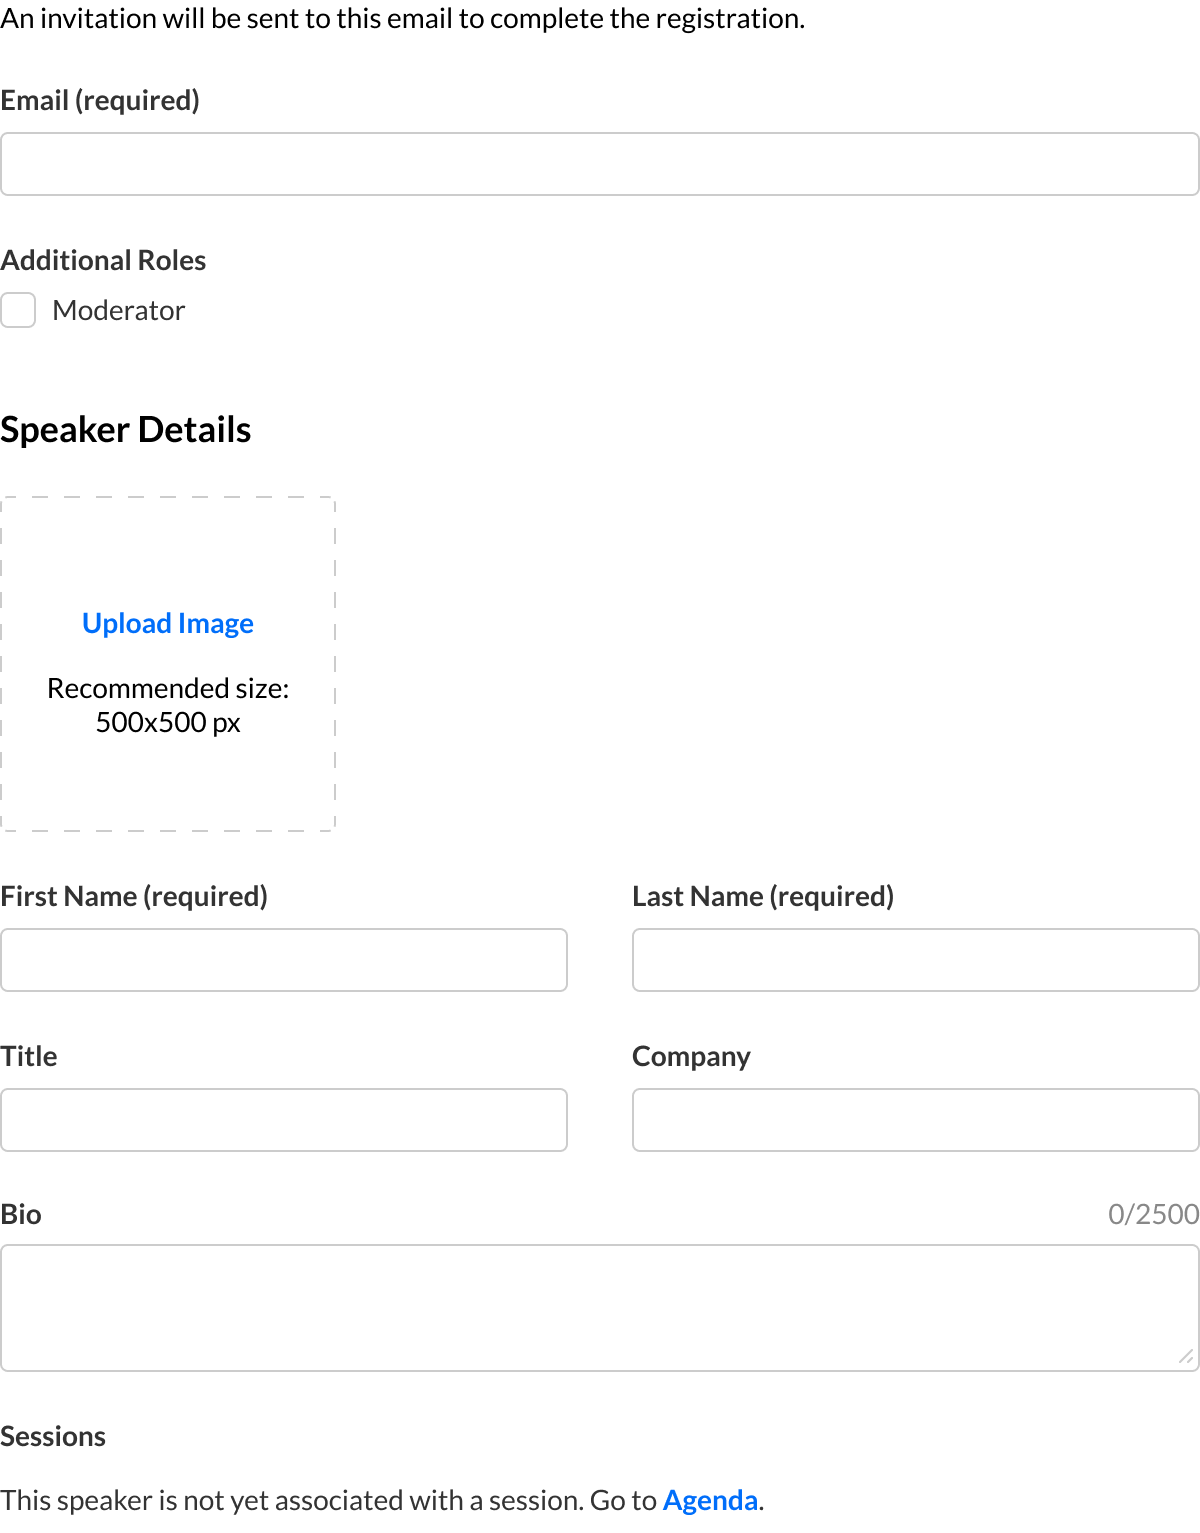 An invitation will be sent to this email to complete the registration.
Email (required)
Additional Roles
Moderator
Speaker Details
Upload Image
Recommended size:
500x500 px
First Name (required)
Last Name (required)
Title
Company
Bio
0/2500
Sessions
This speaker is not yet associated with a session. Go to Agenda.